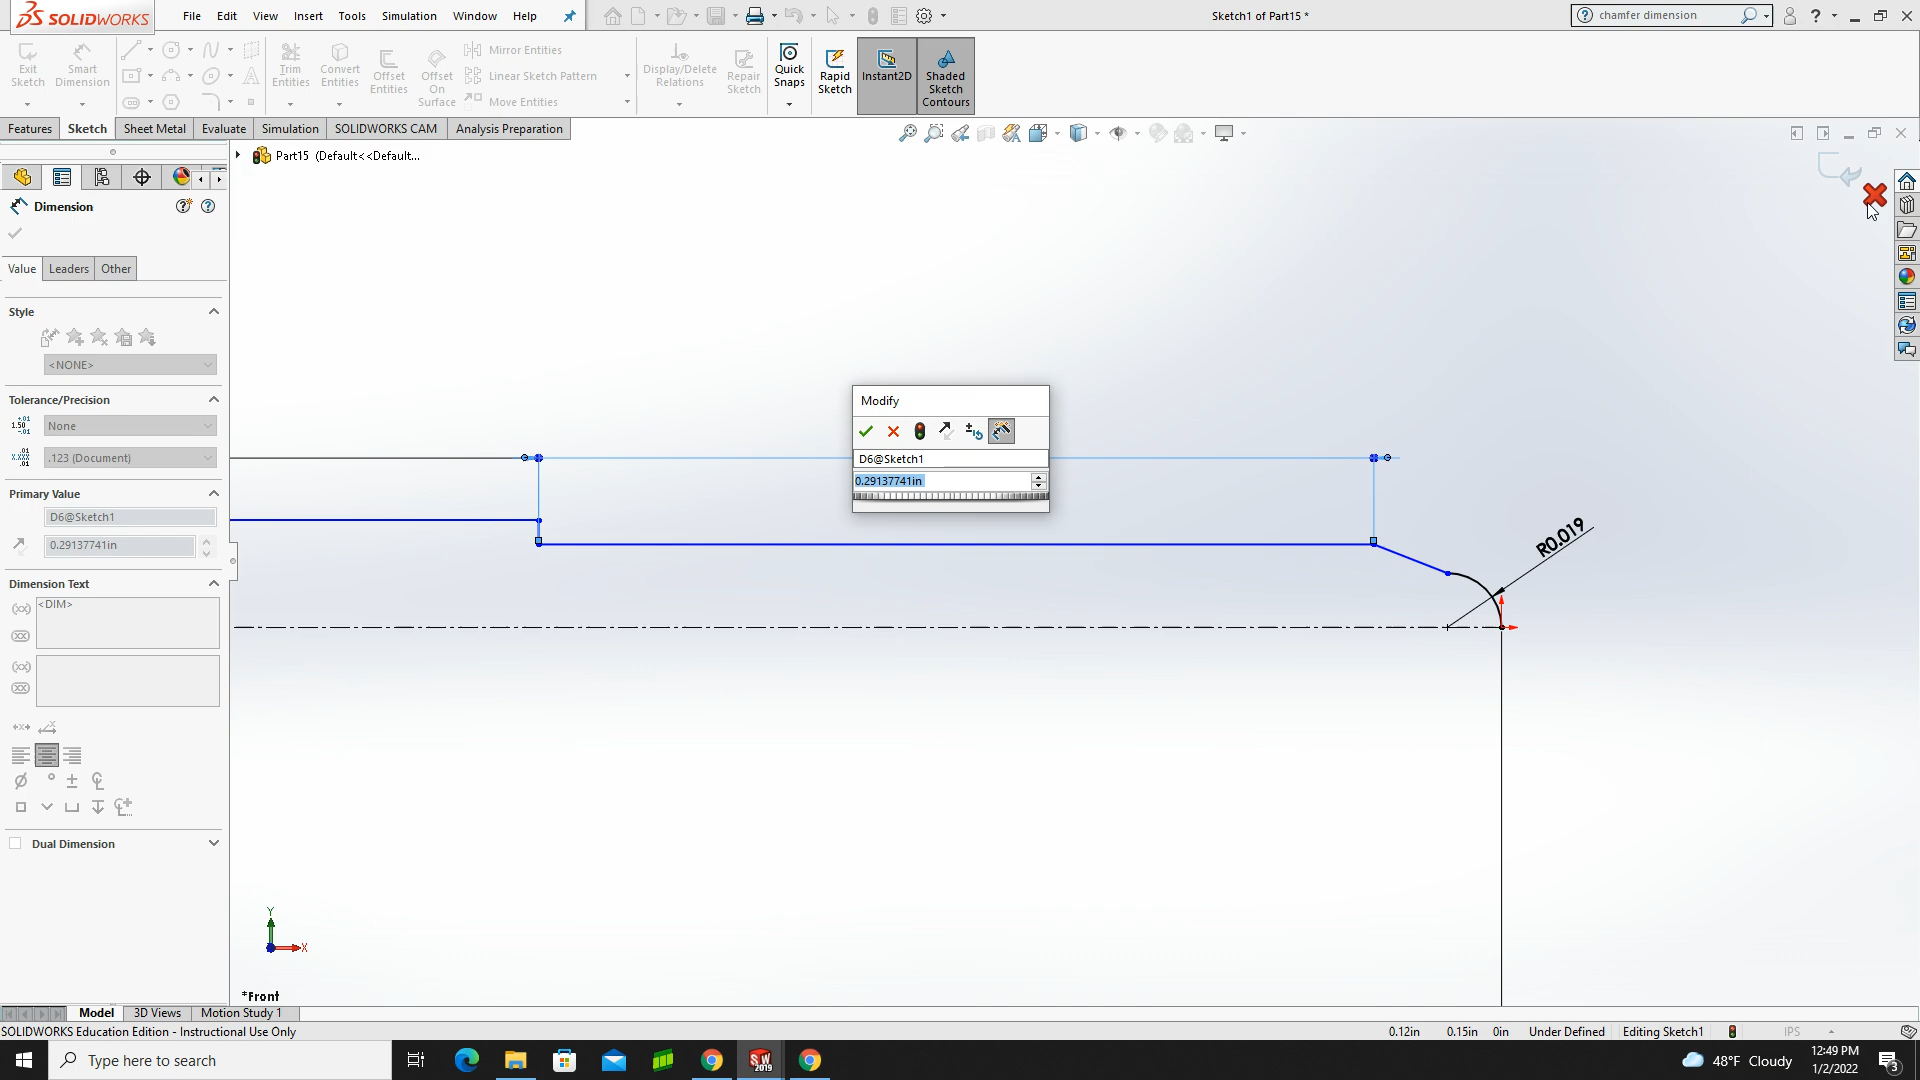 SOLIDWORKS
File Edit View Insert Tools Simulation Window Help
Sketch1 of Part15 *
chamfer dimension
Exit Sketch
Smart Dimension
Trim Entities
Convert Entities
Offset Entities
Offset On Surface
Mirror Entities
Linear Sketch Pattern
Move Entities
Display/Delete Relations
Repair Sketch
Quick Snaps
Rapid Sketch
Instant2D
Shaded Sketch Contours
Features Sketch Sheet Metal Evaluate Simulation SOLIDWORKS CAM Analysis Preparation
Part15 (Default<<Default...
Dimension
Value Leaders Other
Style
<NONE>
Tolerance/Precision
None
.123 (Document)
Primary Value
D6@Sketch1
0.29137741in
Dimension Text
<DIM>
Dual Dimension
Modify
D6@Sketch1
0.29137741in
R0.019
Y
X
*Front
Model 3D Views Motion Study 1
SOLIDWORKS Education Edition - Instructional Use Only
0.12in 0.15in 0in Under Defined Editing Sketch1 IPS
Type here to search
SW 2019
48°F Cloudy
12:49 PM
1/2/2022
3